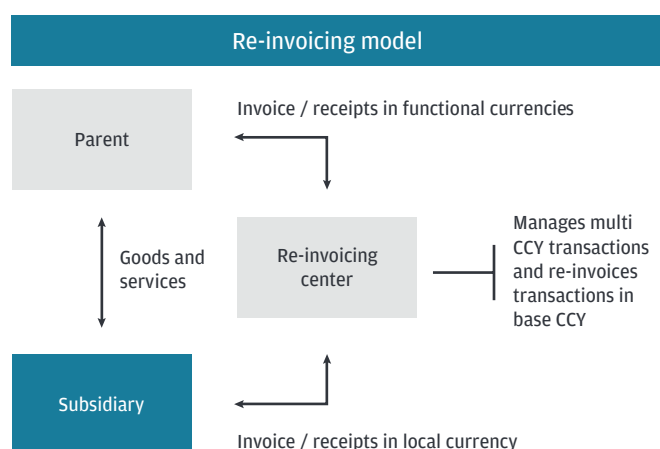 Re-invoicing model
Invoice / receipts in functional currencies
Parent
Goods and
services
Re-invoicing
center
Manages multi
CCY transactions
and re-invoices
transactions in
base CCY
Subsidiary
Invoice / receipts in local currency